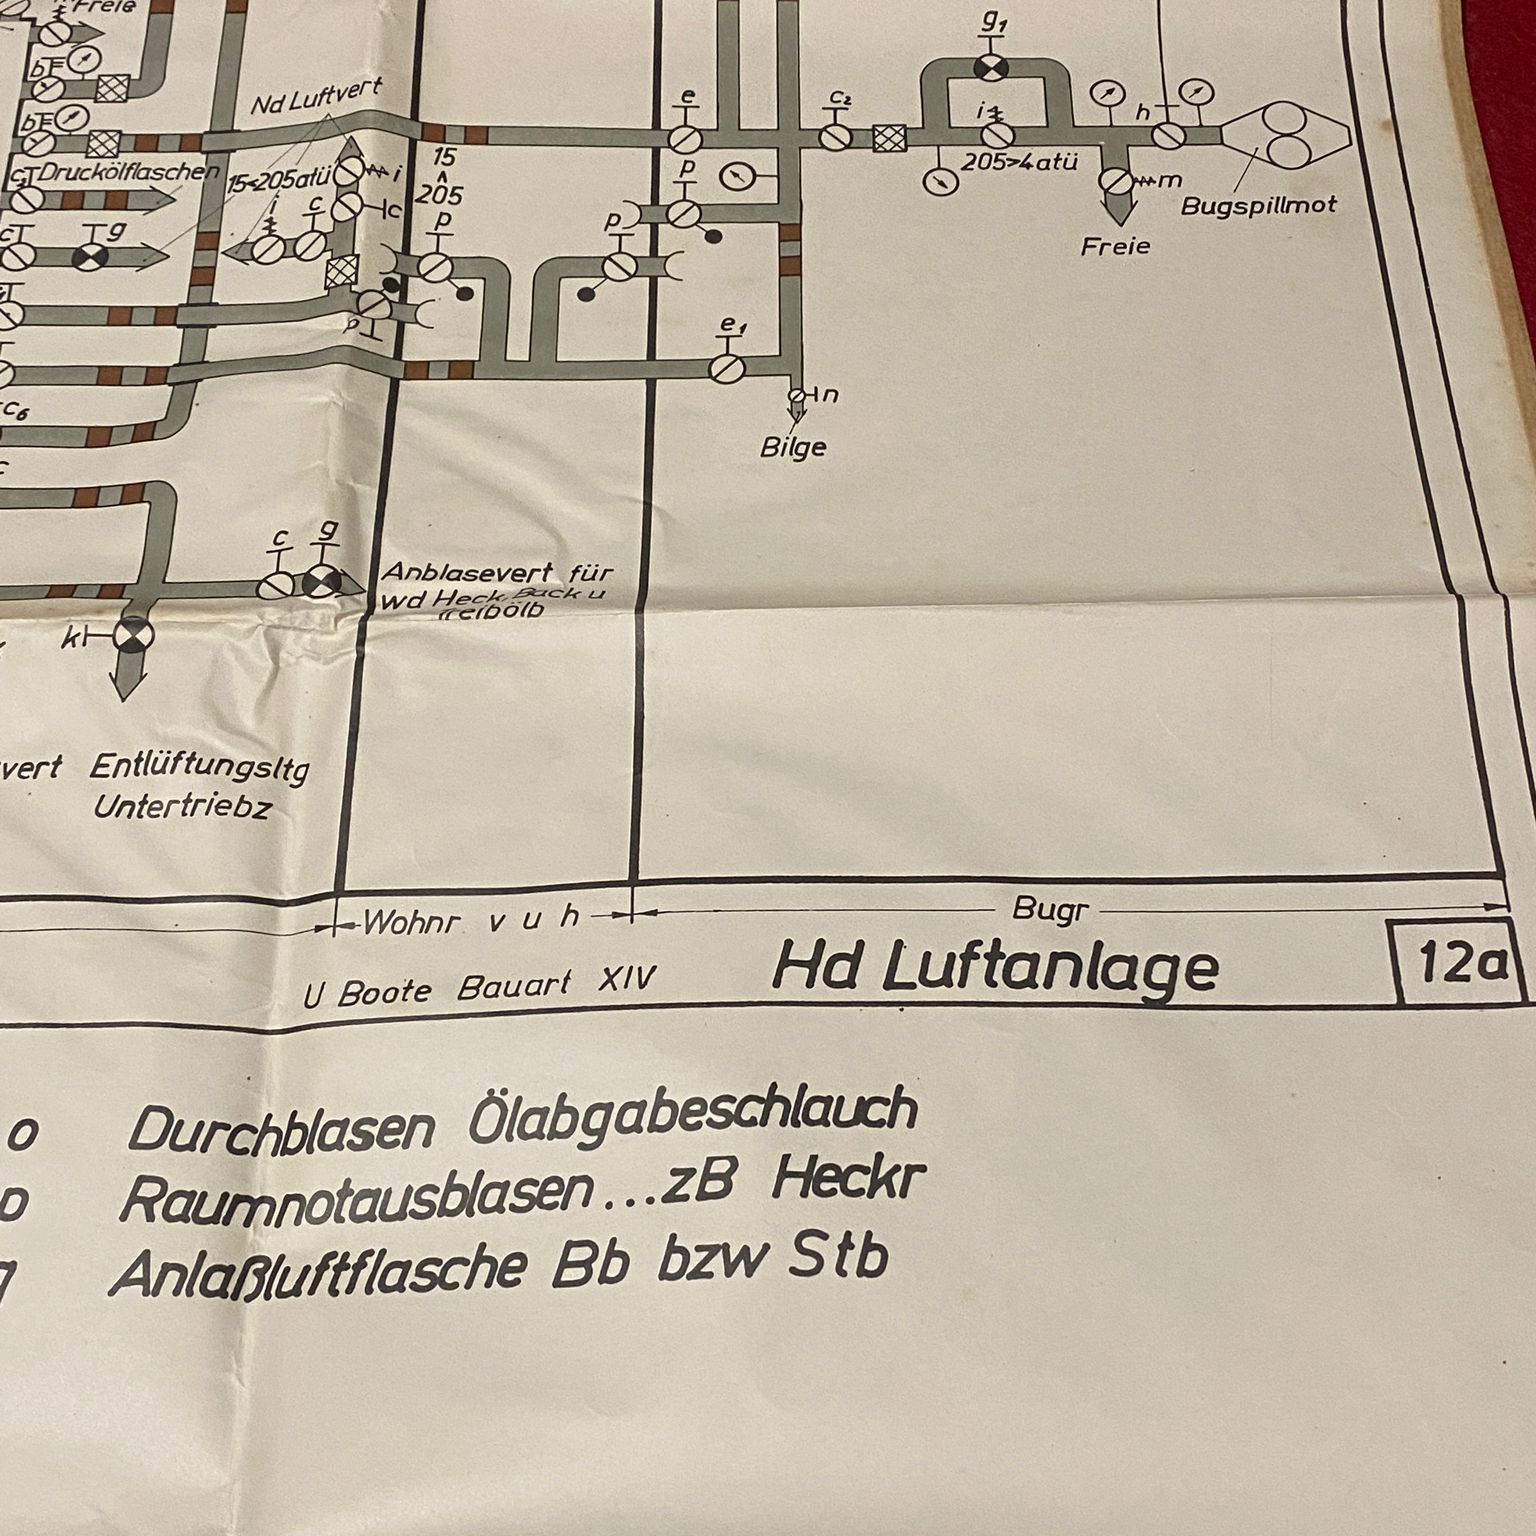 Freie
g1
b
e
c2
i
h
Nd Luftvert
b
15
^
205
205>4atü
c3
Druckölflaschen
15<205atü
i
p
m
Bugspillmot
c
g
i
c
c
p
p
Freie
p
e1
n
Bilge
c6
c
c
g
Anblasevert für
wd Heck, Back u
Treibölb
k
vert Entlüftungsltg
Untertriebz
Wohnr v u h
Bugr
U Boote Bauart XIV
Hd Luftanlage
12a
o Durchblasen Ölabgabeschlauch
p Raumnotausblasen...zB Heckr
q Anlaßluftflasche Bb bzw Stb